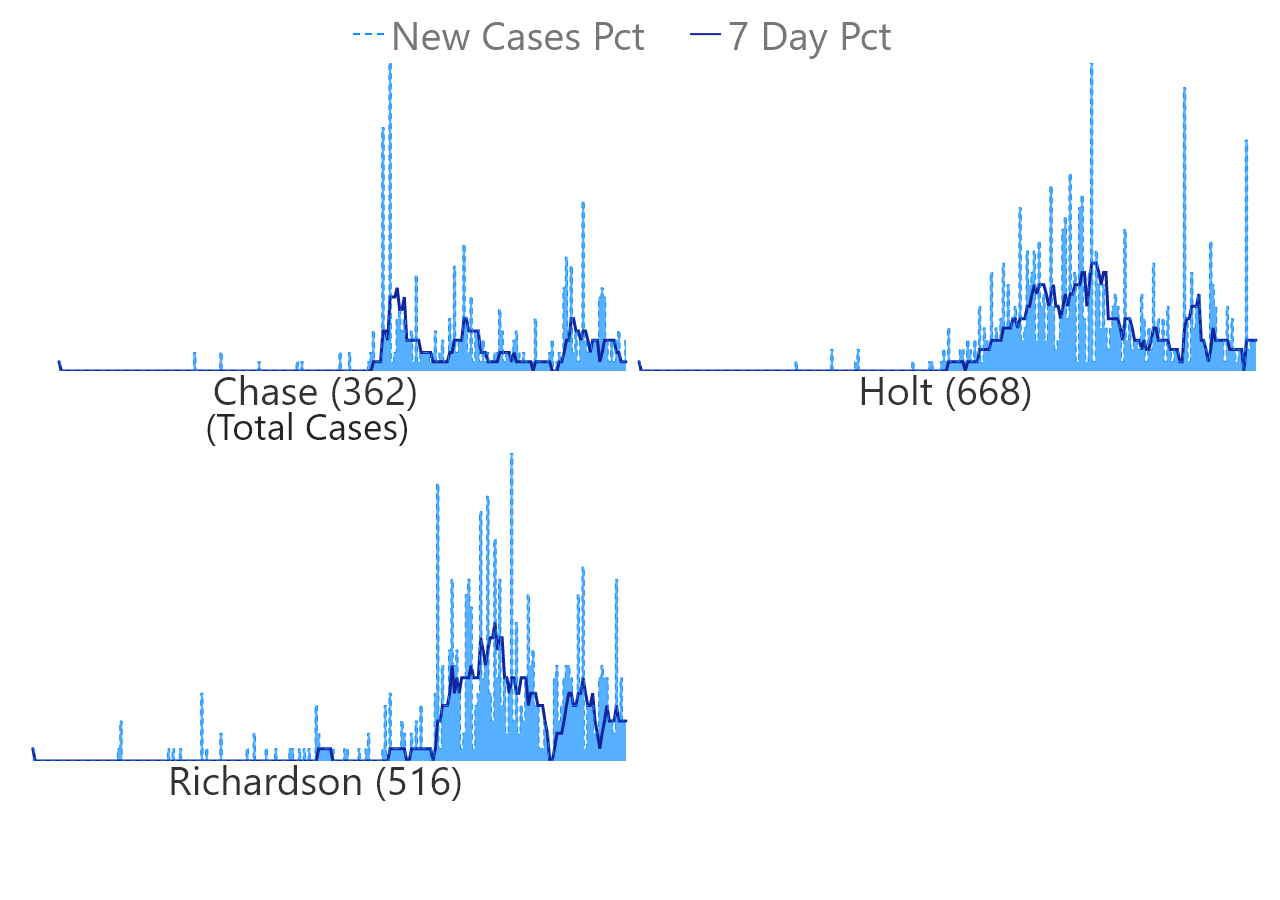 New Cases Pct 7 Day Pct
Chase (362)
(Total Cases)
Holt (668)
Richardson (516)